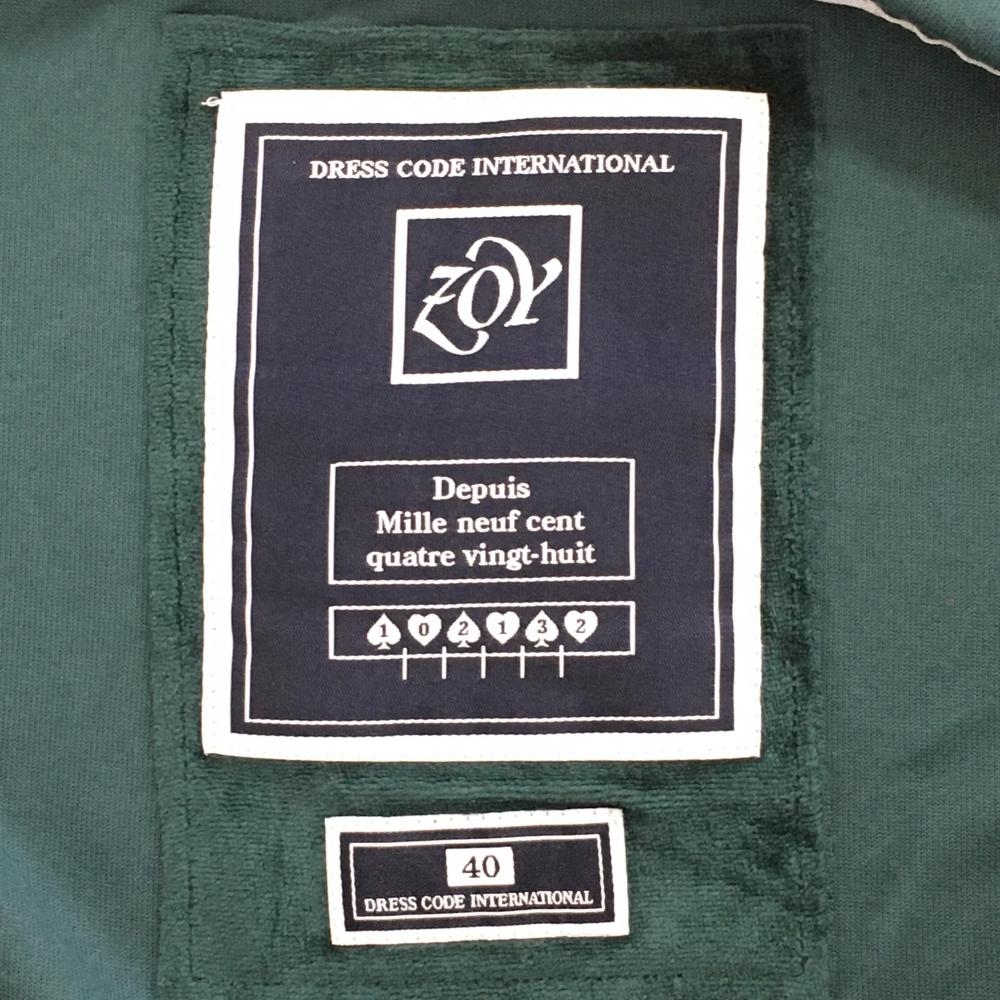 DRESS CODE INTERNATIONAL
ZOY
Depuis
Mille neuf cent
quatre vingt-huit
1 0 2 1 3 2
40
DRESS CODE INTERNATIONAL